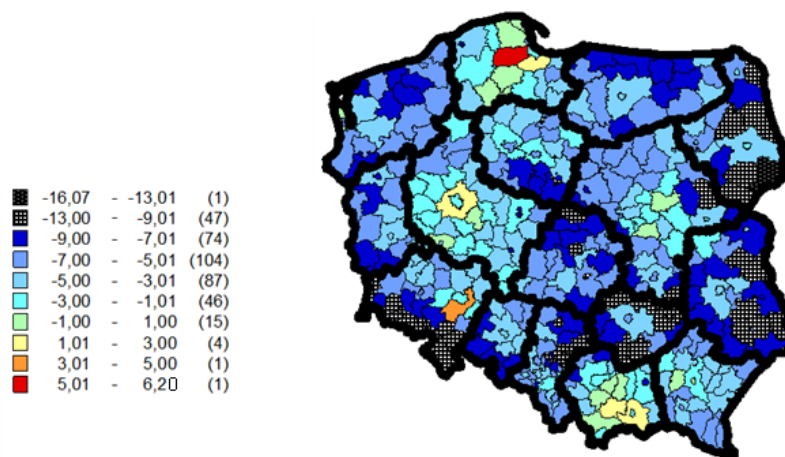 -16,07 - -13,01 (1)
-13,00 - -9,01 (47)
-9,00 - -7,01 (74)
-7,00 - -5,01 (104)
-5,00 - -3,01 (87)
-3,00 - -1,01 (46)
-1,00 - 1,00 (15)
1,01 - 3,00 (4)
3,01 - 5,00 (1)
5,01 - 6,20 (1)